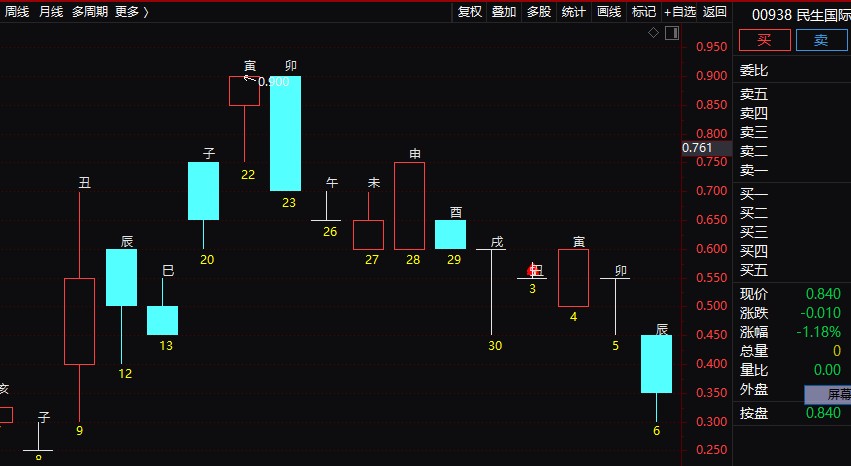 周线 月线 多周期 更多 〉 复权 叠加 多股 统计 画线 标记 +自选 返回
00938 民生国际
买 卖
委比
卖五
卖四
卖三
卖二
卖一
买一
买二
买三
买四
买五
现价 0.840
涨跌 -0.010
涨幅 -1.18%
总量 0
量比 0.00
外盘
屏幕
按盘 0.840
0.950
0.900
0.850
0.800
0.761
0.750
0.700
0.650
0.600
0.550
0.500
0.450
0.400
0.350
0.300
0.250
寅 卯
0.900
子 申
22
丑 午 未
23
酉
辰 26 戌 寅
20 27 28 29
巳 丑 卯
3
4
辰
13 30 5
12
亥
子
9 6
8